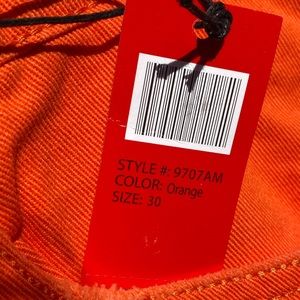 STYLE #: 9707AM
COLOR: Orange
SIZE: 30